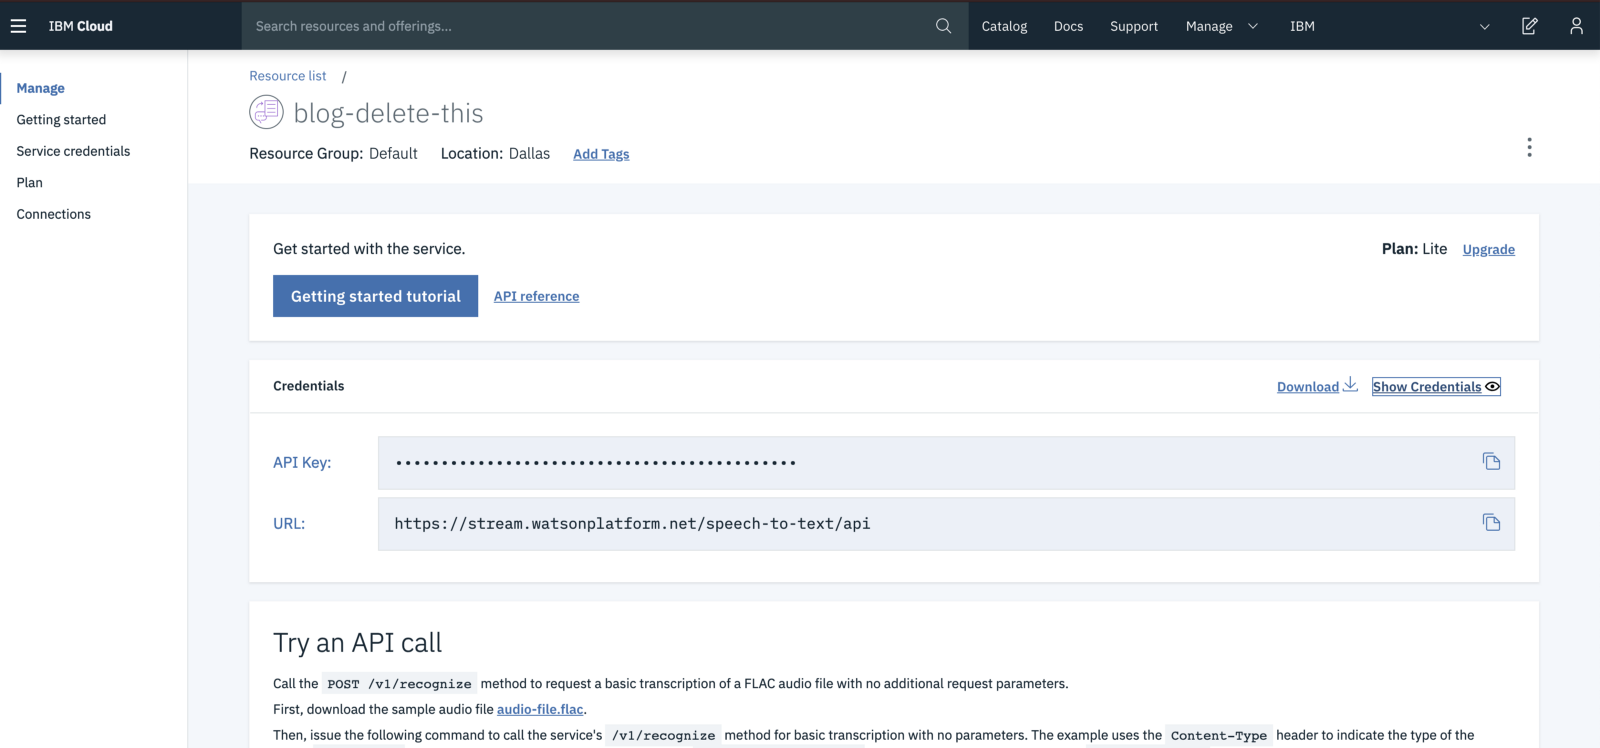 IBM Cloud
Search resources and offerings...
Catalog
Docs
Support
Manage
IBM
Manage
Getting started
Service credentials
Plan
Connections
Resource list /
blog-delete-this
Resource Group: Default Location: Dallas Add Tags
Get started with the service.
Plan: Lite Upgrade
Getting started tutorial API reference
Credentials
Download Show Credentials
API Key: ••••••••••••••••••••••••••••••••••••••••••••
URL: https://stream.watsonplatform.net/speech-to-text/api
Try an API call
Call the POST /v1/recognize method to request a basic transcription of a FLAC audio file with no additional request parameters.
First, download the sample audio file audio-file.flac.
Then, issue the following command to call the service's /v1/recognize method for basic transcription with no parameters. The example uses the Content-Type header to indicate the type of the